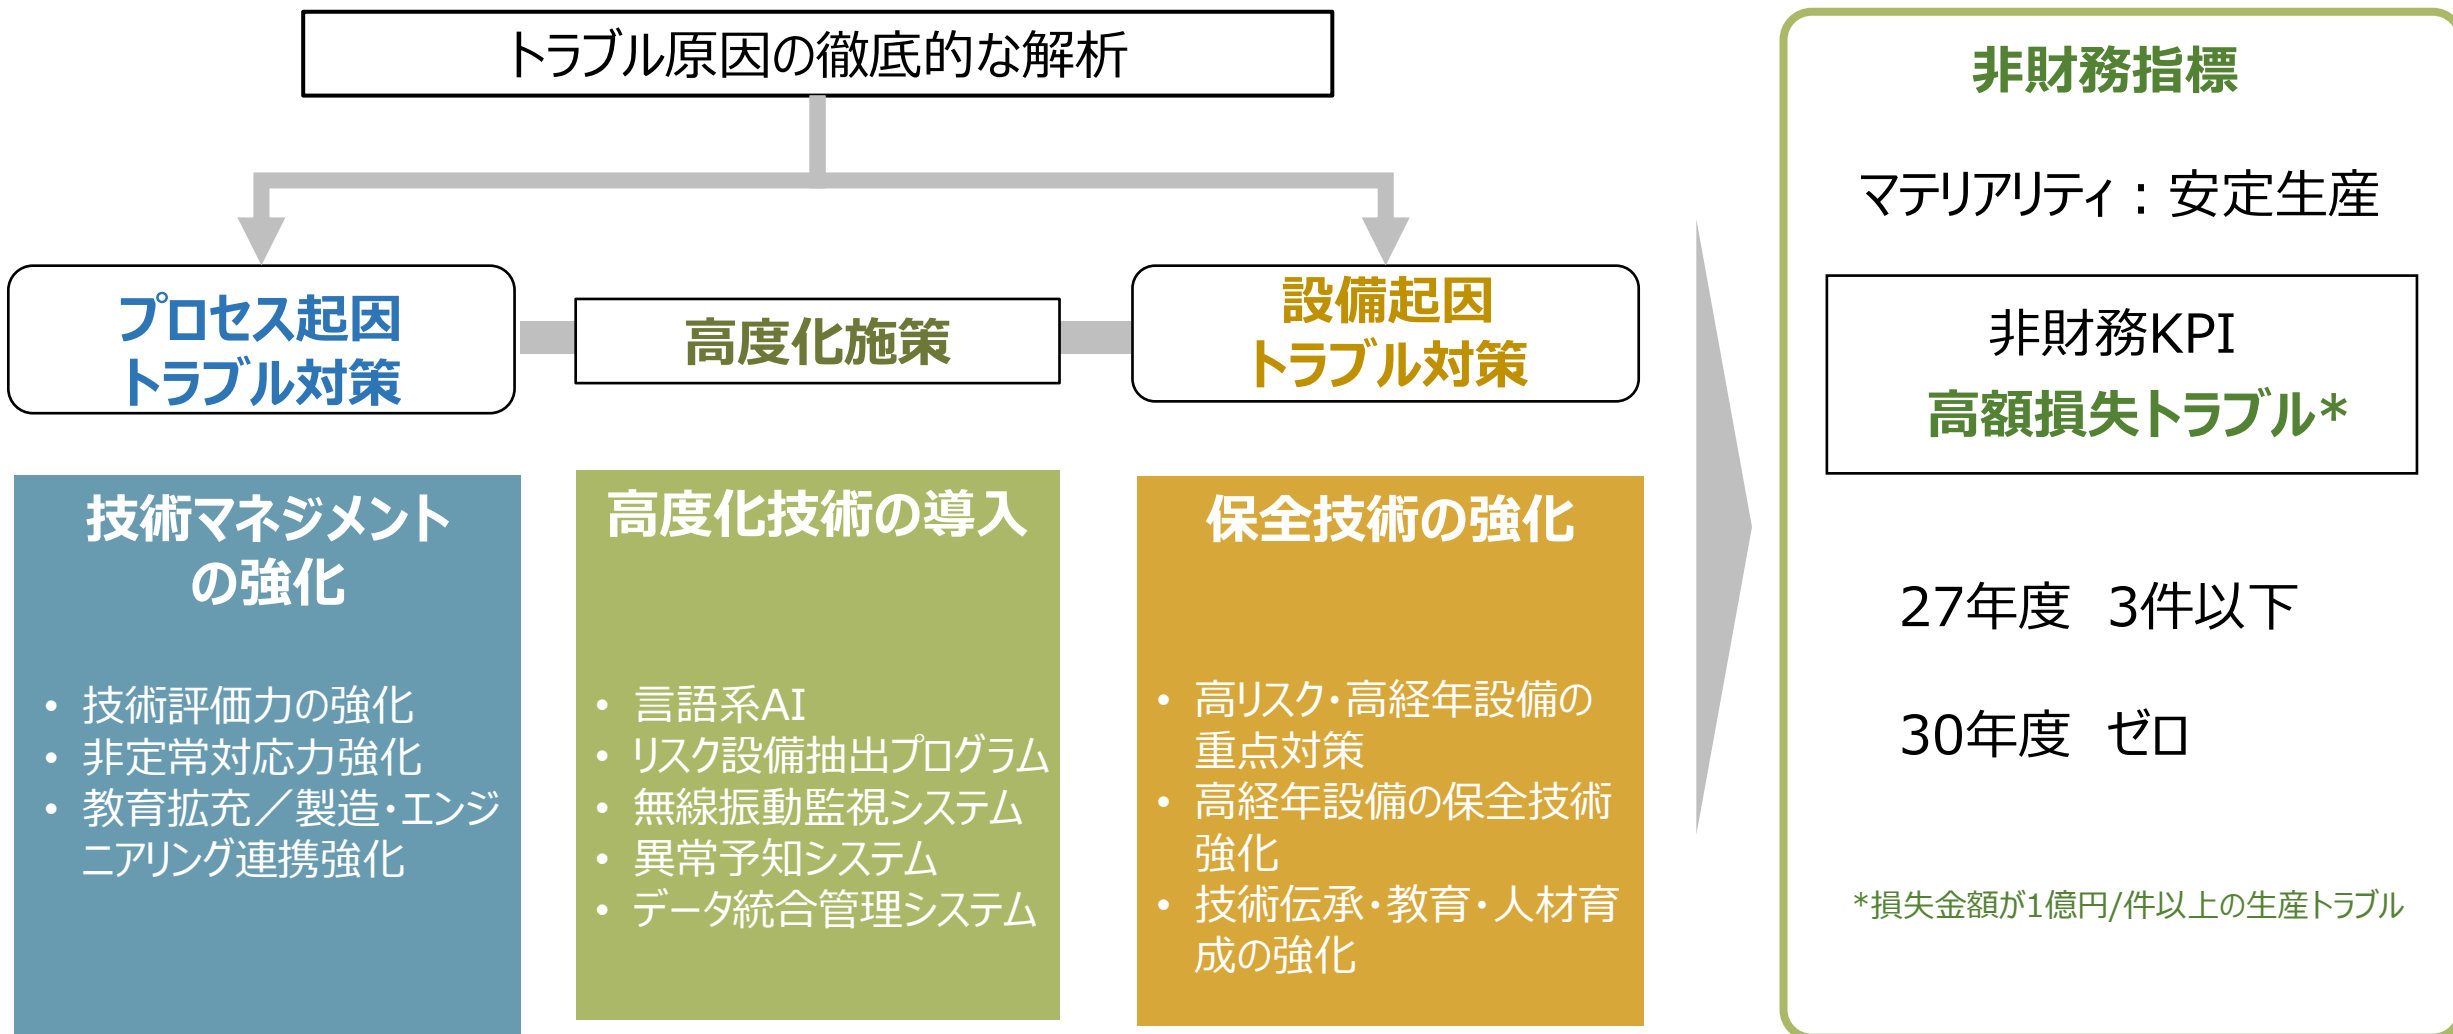 トラブル原因の徹底的な解析
プロセス起因
トラブル対策
高度化施策
設備起因
トラブル対策
技術マネジメント
の強化
• 技術評価力の強化
• 非定常対応力強化
• 教育拡充／製造・エンジ
ニアリング連携強化
高度化技術の導入
• 言語系AI
• リスク設備抽出プログラム
• 無線振動監視システム
• 異常予知システム
• データ統合管理システム
保全技術の強化
• 高リスク・高経年設備の
重点対策
• 高経年設備の保全技術
強化
• 技術伝承・教育・人材育
成の強化
非財務指標
マテリアリティ：安定生産
非財務KPI
高額損失トラブル*
27年度　3件以下
30年度　ゼロ
*損失金額が1億円/件以上の生産トラブル